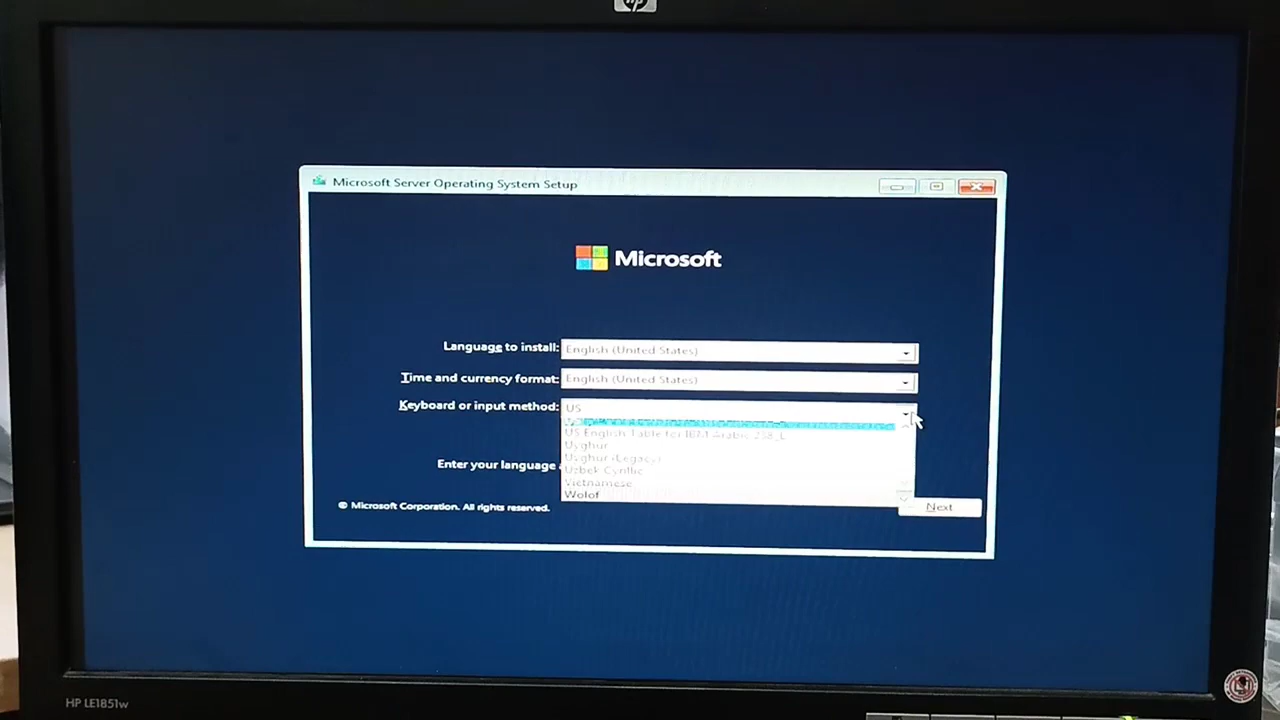 hp
Microsoft Server Operating System Setup
Microsoft
Language to install: English (United States)
Time and currency format: English (United States)
Keyboard or input method: US
US English Table for IBM Arabic 238_L
Uyghur
Uyghur (Legacy)
Uzbek Cyrillic
Vietnamese
Wolof
Enter your language
Next
© Microsoft Corporation. All rights reserved.
HP LE1851w